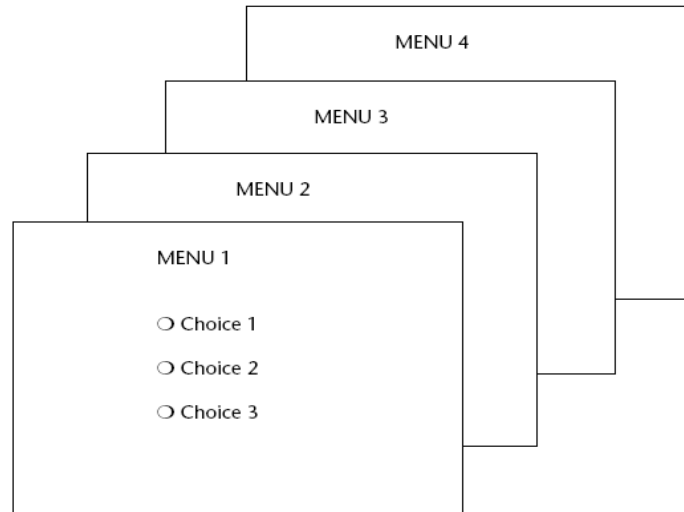 MENU 4
MENU 3
MENU 2
MENU 1
❍ Choice 1
❍ Choice 2
❍ Choice 3